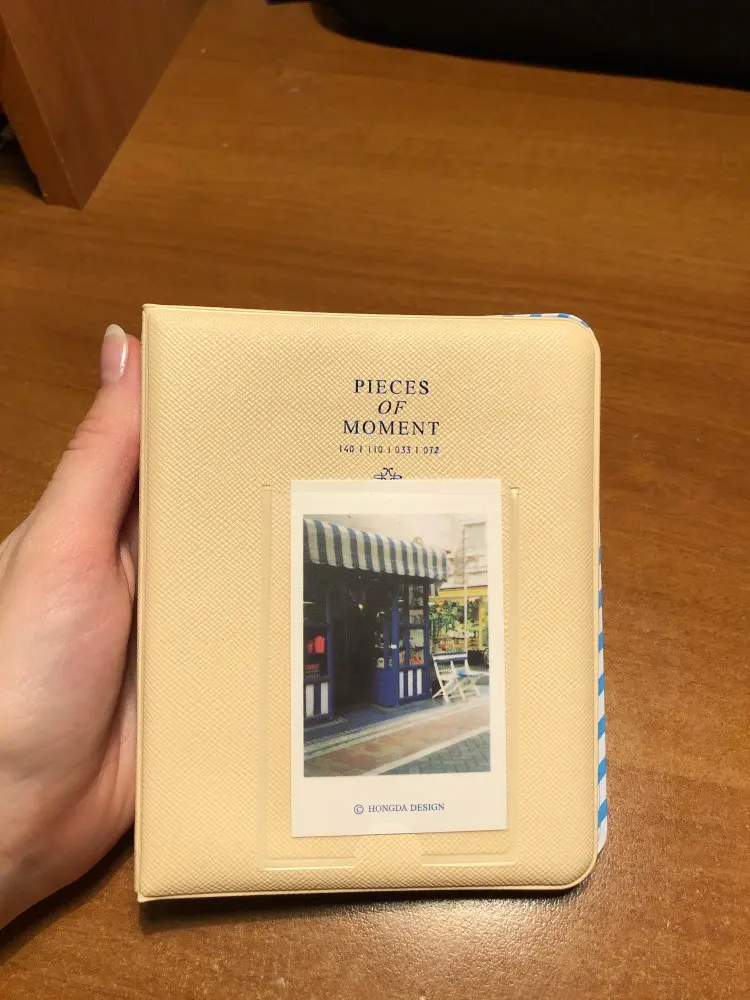 PIECES
OF
MOMENT
140 | 110 | 033 | 072
© HONGDA DESIGN